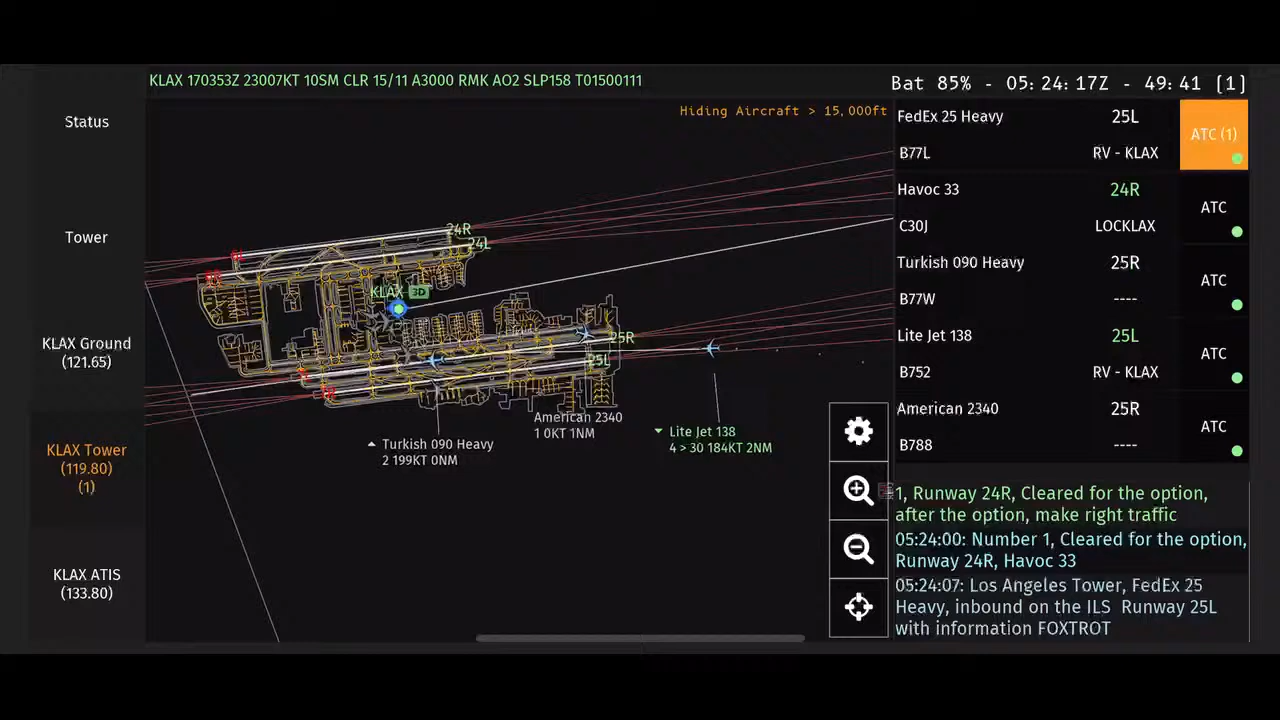 KLAX 170353Z 23007KT 10SM CLR 15/11 A3000 RMK AO2 SLP158 T01500111
Bat 85% - 05:24:17Z - 49:41 [1]
Hiding Aircraft > 15,000ft
Status
Tower
KLAX Ground
(121.65)
KLAX Tower
(119.80)
(1)
KLAX ATIS
(133.80)
24R
24L
KLAX 3D
25R
25L
Turkish 090 Heavy
2 199KT 0NM
American 2340
1 0KT 1NM
Lite Jet 138
4 > 30 184KT 2NM
FedEx 25 Heavy 25L
B77L RV - KLAX
ATC (1)
Havoc 33 24R
C30J LOCKLAX
ATC
Turkish 090 Heavy 25R
B77W ----
ATC
Lite Jet 138 25L
B752 RV - KLAX
ATC
American 2340 25R
B788 ----
ATC
1, Runway 24R, Cleared for the option,
after the option, make right traffic
05:24:00: Number 1, Cleared for the option,
Runway 24R, Havoc 33
05:24:07: Los Angeles Tower, FedEx 25
Heavy, inbound on the ILS Runway 25L
with information FOXTROT